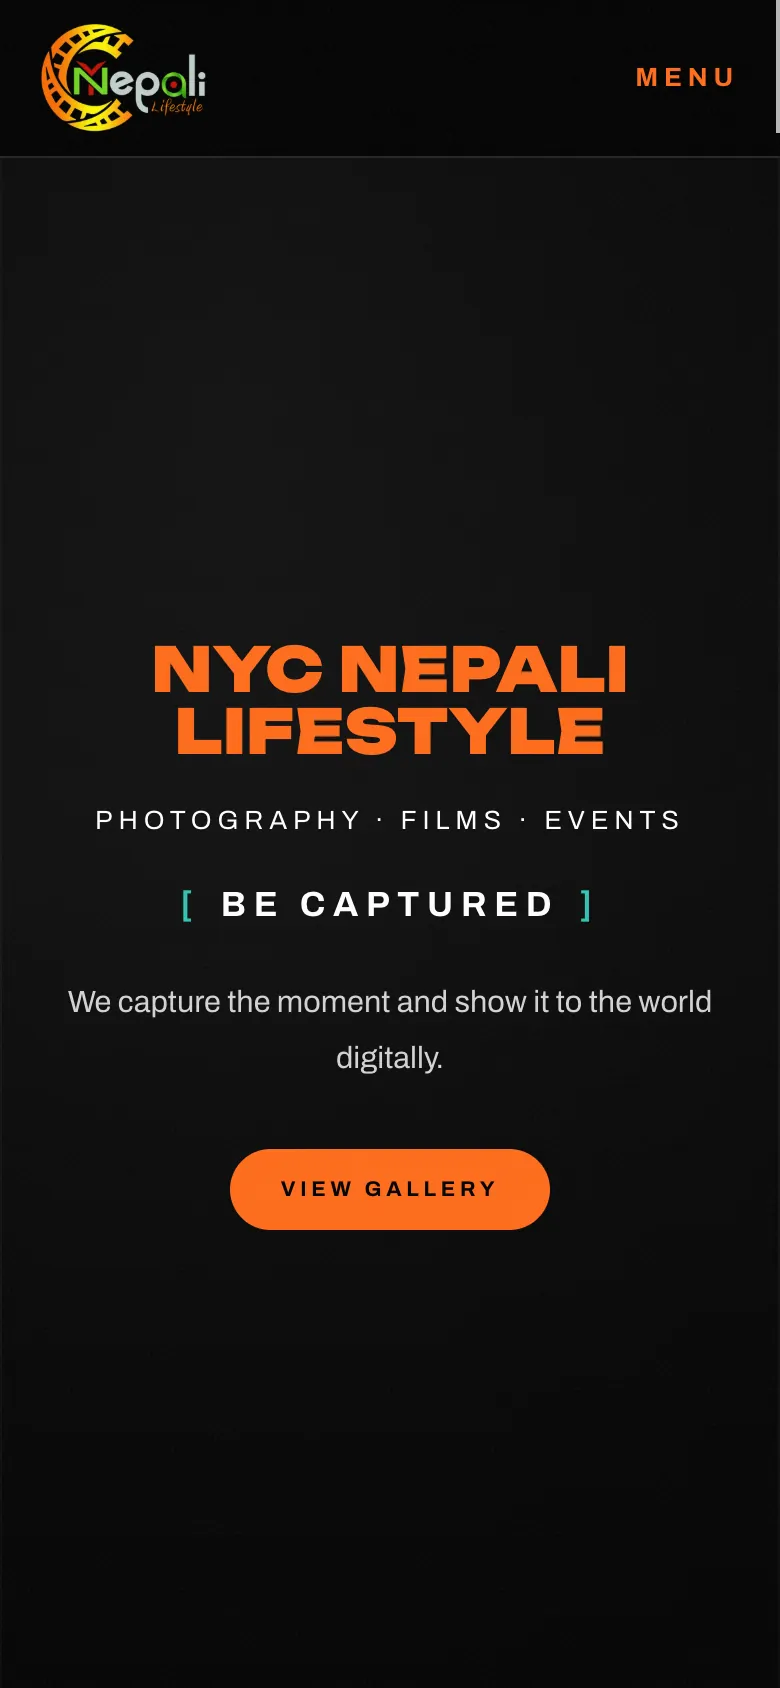 Nepali
Lifestyle
MENU
NYC NEPALI
LIFESTYLE
PHOTOGRAPHY · FILMS · EVENTS
[ BE CAPTURED ]
We capture the moment and show it to the world
digitally.
VIEW GALLERY